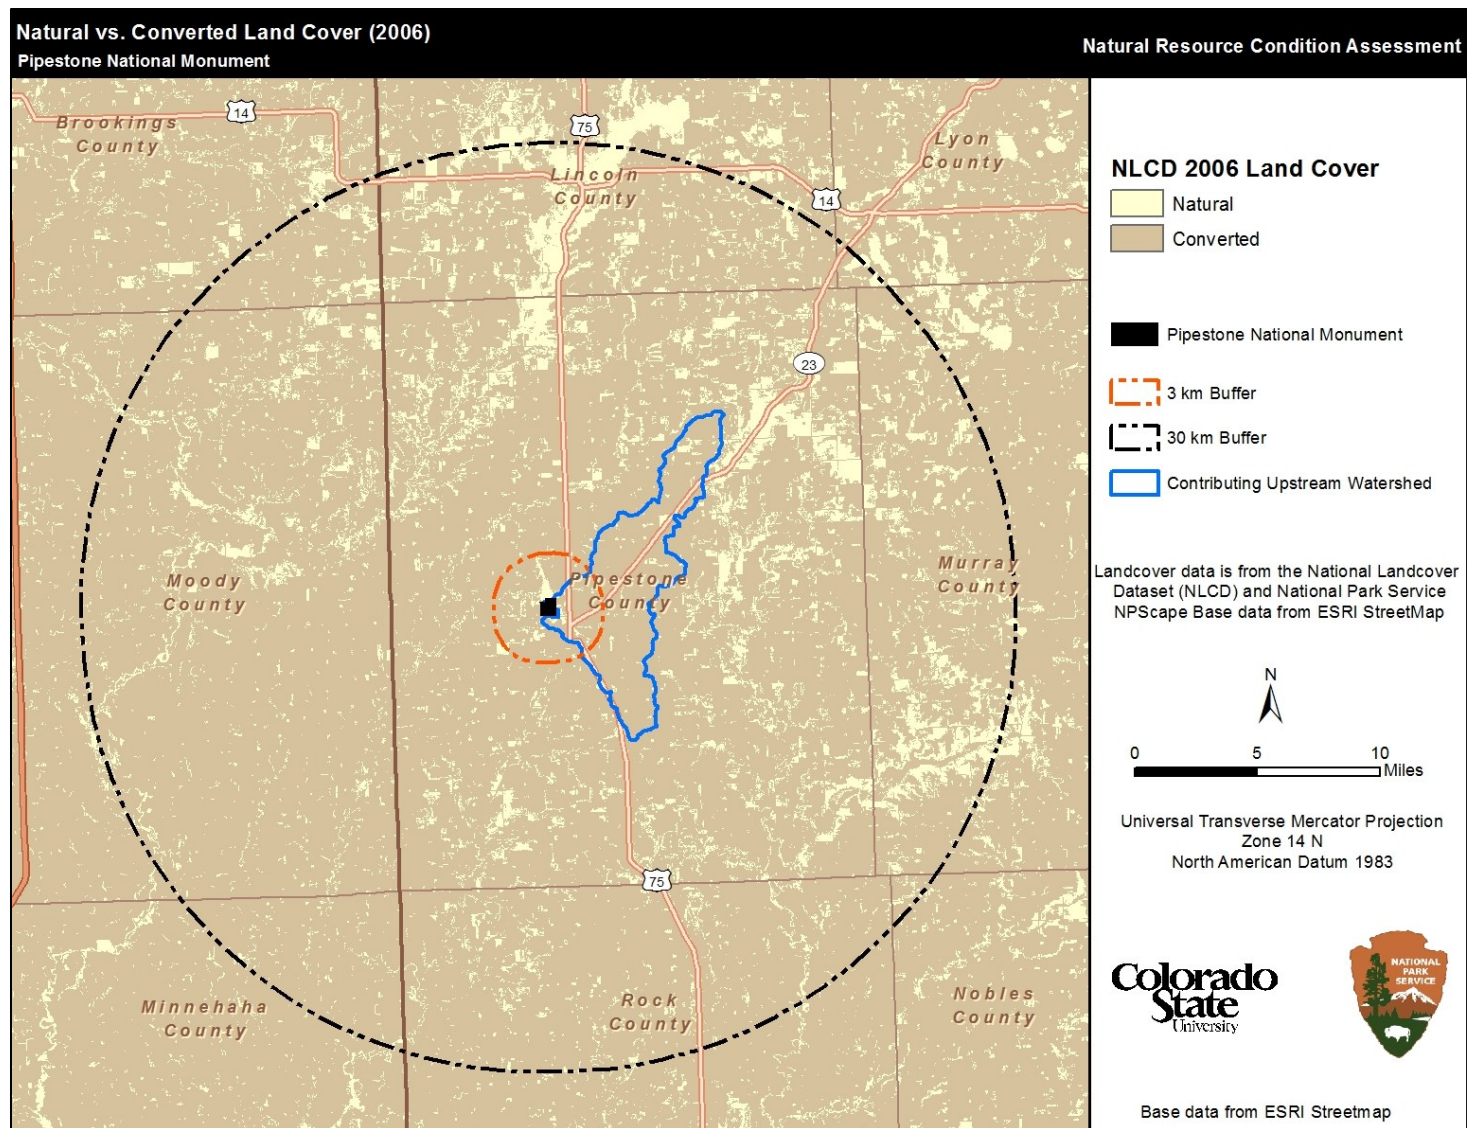 Natural vs. Converted Land Cover (2006)
Pipestone National Monument
Natural Resource Condition Assessment
Brookings
County
14
75
Lyon
County
Lincoln
County
14
23
Moody
County
Pipestone
County
Murray
County
75
Minnehaha
County
Rock
County
Nobles
County
NLCD 2006 Land Cover
Natural
Converted
Pipestone National Monument
3 km Buffer
30 km Buffer
Contributing Upstream Watershed
Landcover data is from the National Landcover
Dataset (NLCD) and National Park Service
NPScape Base data from ESRI StreetMap
N
0 5 10
Miles
Universal Transverse Mercator Projection
Zone 14 N
North American Datum 1983
Colorado
State
University
NATIONAL
PARK
SERVICE
Base data from ESRI Streetmap